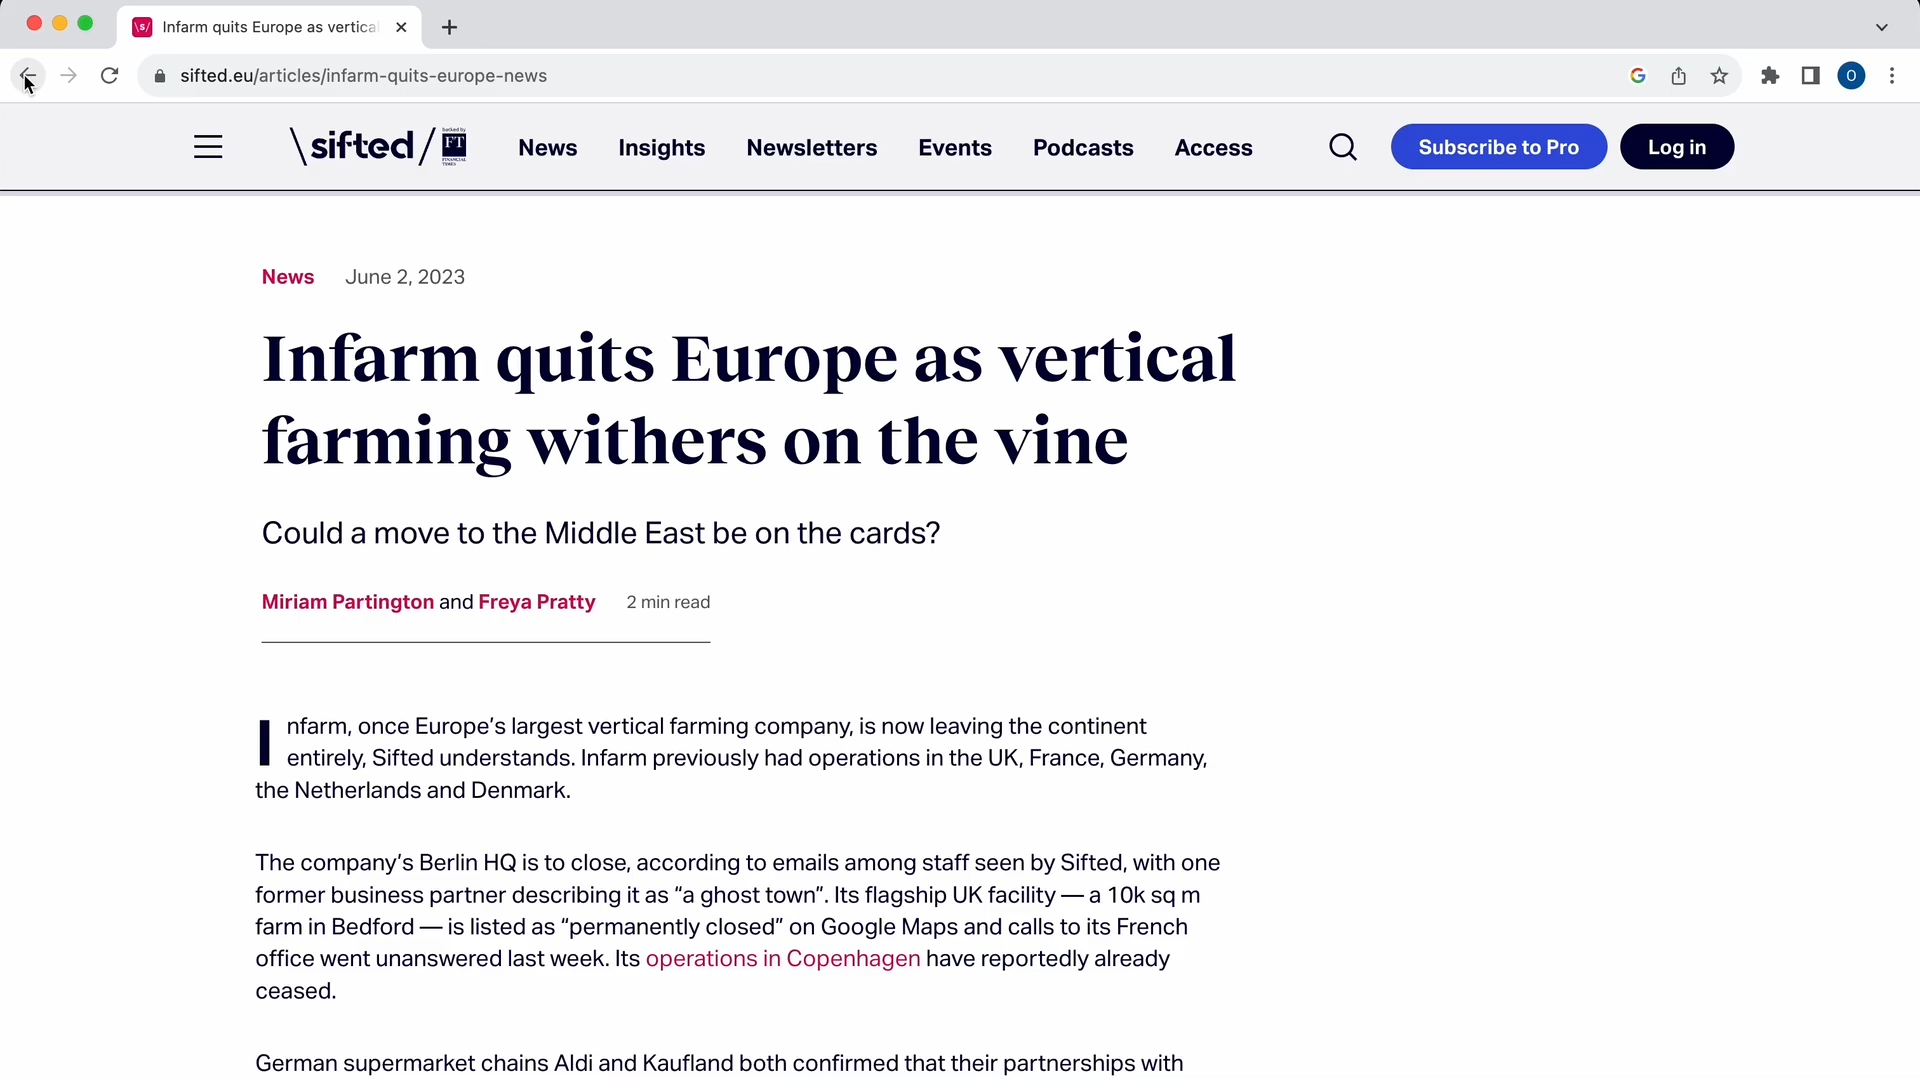 Infarm quits Europe as vertica
sifted.eu/articles/infarm-quits-europe-news
O
\sifted/
backed by
FT
FINANCIAL
TIMES
News
Insights
Newsletters
Events
Podcasts
Access
Subscribe to Pro
Log in
News June 2, 2023
Infarm quits Europe as vertical
farming withers on the vine
Could a move to the Middle East be on the cards?
Miriam Partington and Freya Pratty 2 min read
Infarm, once Europe’s largest vertical farming company, is now leaving the continent
entirely, Sifted understands. Infarm previously had operations in the UK, France, Germany,
the Netherlands and Denmark.
The company’s Berlin HQ is to close, according to emails among staff seen by Sifted, with one
former business partner describing it as “a ghost town”. Its flagship UK facility — a 10k sq m
farm in Bedford — is listed as “permanently closed” on Google Maps and calls to its French
office went unanswered last week. Its operations in Copenhagen have reportedly already
ceased.
German supermarket chains Aldi and Kaufland both confirmed that their partnerships with